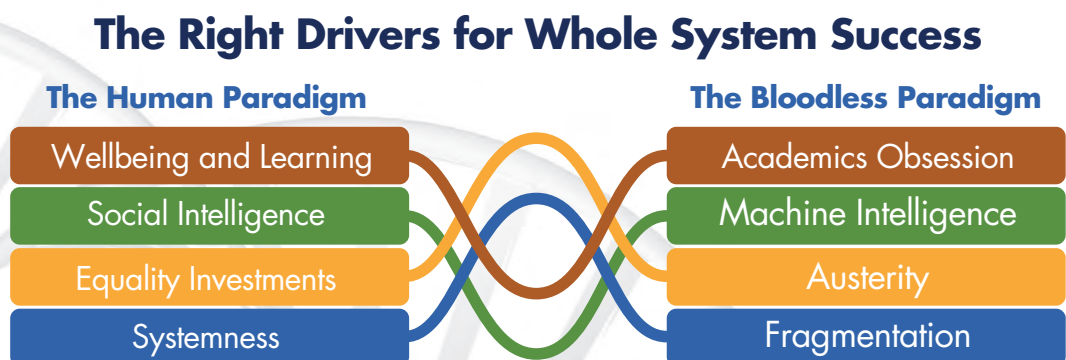 The Right Drivers for Whole System Success
The Human Paradigm
Wellbeing and Learning
Social Intelligence
Equality Investments
Systemness
The Bloodless Paradigm
Academics Obsession
Machine Intelligence
Austerity
Fragmentation